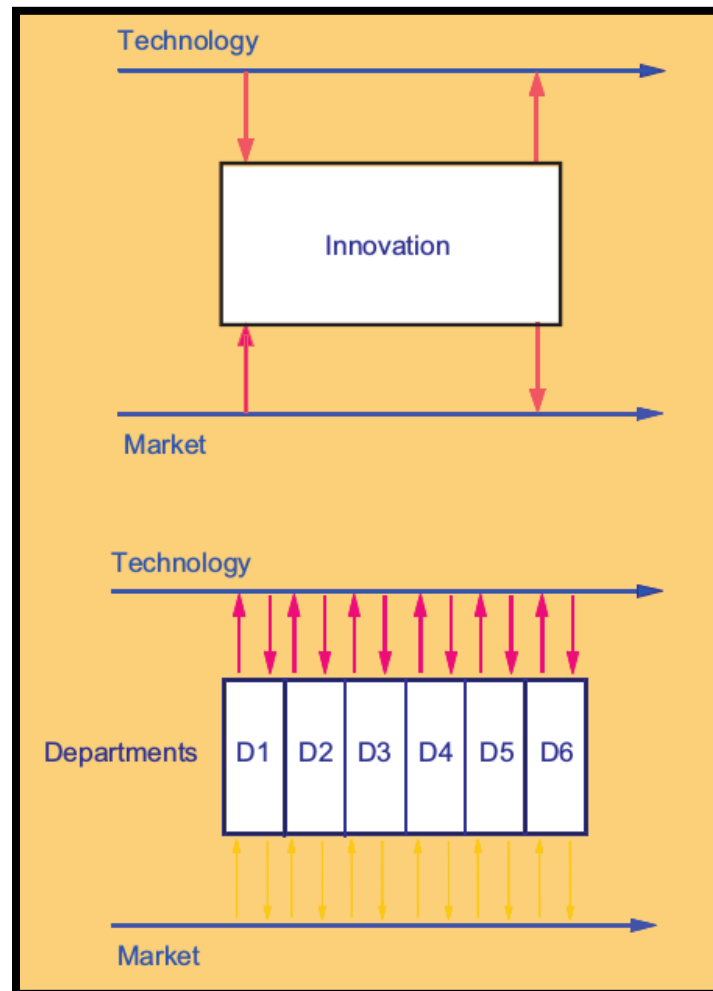 Technology
Innovation
Market
Technology
Departments D1 D2 D3 D4 D5 D6
Market